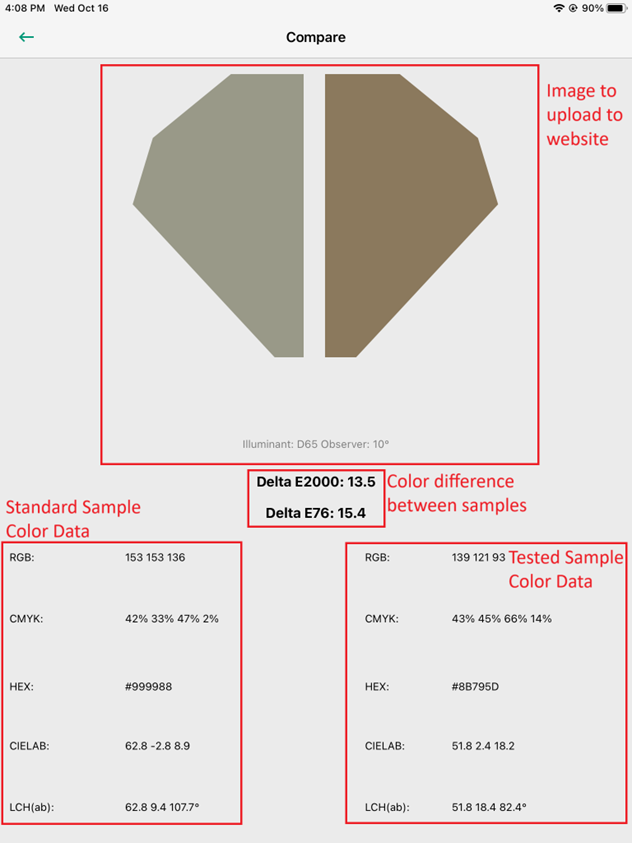 4:08 PM Wed Oct 16
90%
Compare
Image to
upload to
website
Illuminant: D65 Observer: 10°
Delta E2000: 13.5
Delta E76: 15.4
Color difference
between samples
Standard Sample
Color Data
RGB: 153 153 136
CMYK: 42% 33% 47% 2%
HEX: #999988
CIELAB: 62.8 -2.8 8.9
LCH(ab): 62.8 9.4 107.7°
Tested Sample
Color Data
RGB: 139 121 93
CMYK: 43% 45% 66% 14%
HEX: #8B795D
CIELAB: 51.8 2.4 18.2
LCH(ab): 51.8 18.4 82.4°